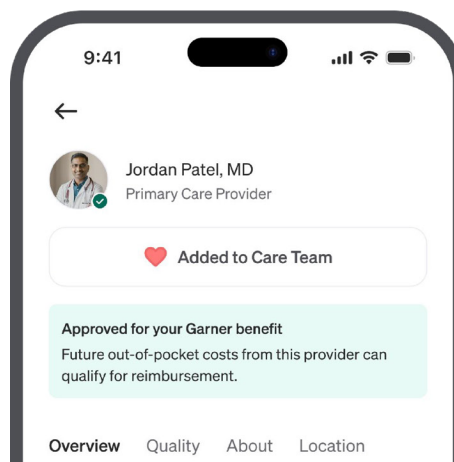 9:41
Jordan Patel, MD
Primary Care Provider
Added to Care Team
Approved for your Garner benefit
Future out-of-pocket costs from this provider can
qualify for reimbursement.
Overview Quality About Location